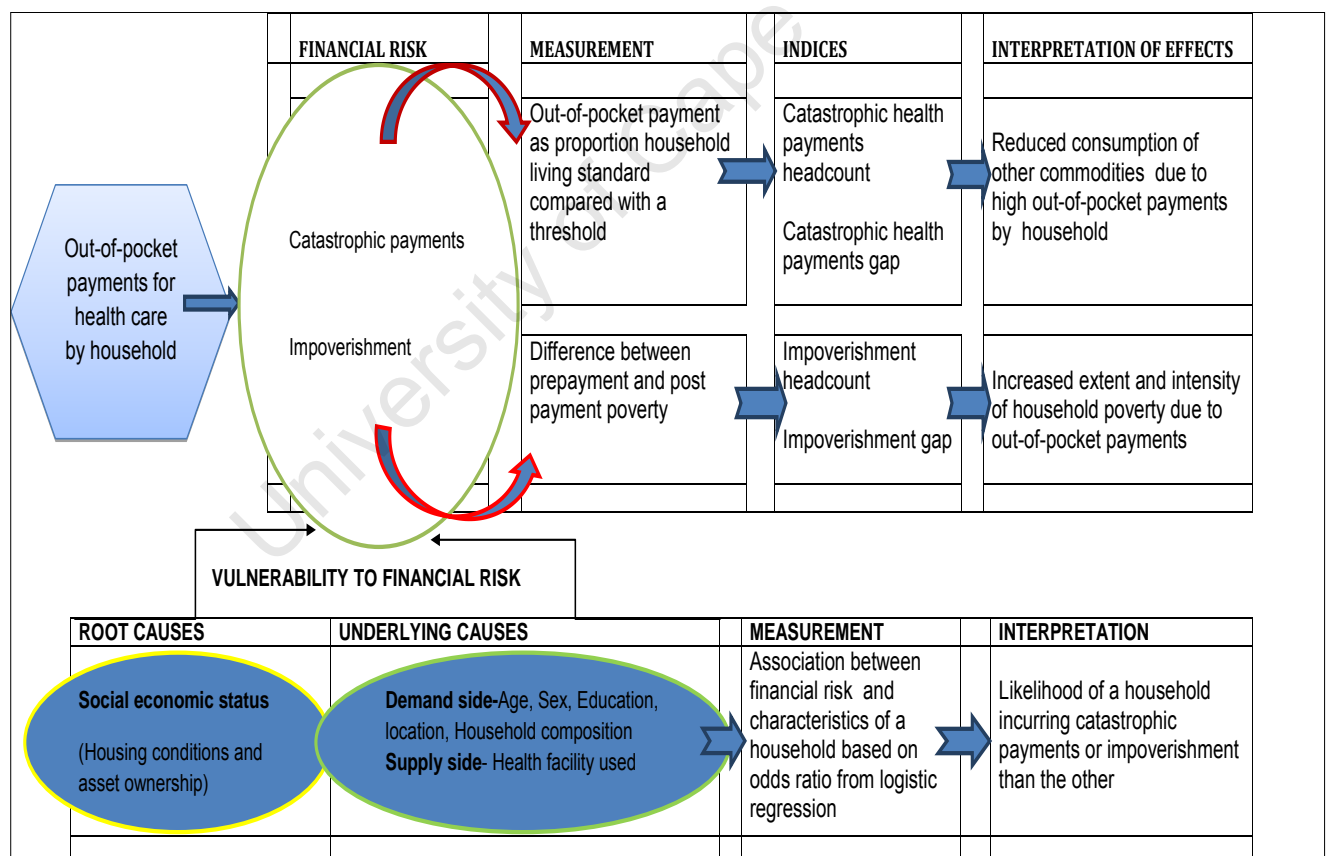 FINANCIAL RISK
MEASUREMENT
INDICES
INTERPRETATION OF EFFECTS
Out-of-pocket
payments for
health care
by household
Catastrophic payments
Impoverishment
Out-of-pocket payment
as proportion household
living standard
compared with a
threshold
Catastrophic health
payments
headcount
Catastrophic health
payments gap
Reduced consumption of
other commodities due to
high out-of-pocket payments
by household
Difference between
prepayment and post
payment poverty
Impoverishment
headcount
Impoverishment gap
Increased extent and intensity
of household poverty due to
out-of-pocket payments
University of Cape
VULNERABILITY TO FINANCIAL RISK
ROOT CAUSES
UNDERLYING CAUSES
MEASUREMENT
INTERPRETATION
Social economic status
(Housing conditions and
asset ownership)
Demand side-Age, Sex, Education,
location, Household composition
Supply side- Health facility used
Association between
financial risk and
characteristics of a
household based on
odds ratio from logistic
regression
Likelihood of a household
incurring catastrophic
payments or impoverishment
than the other